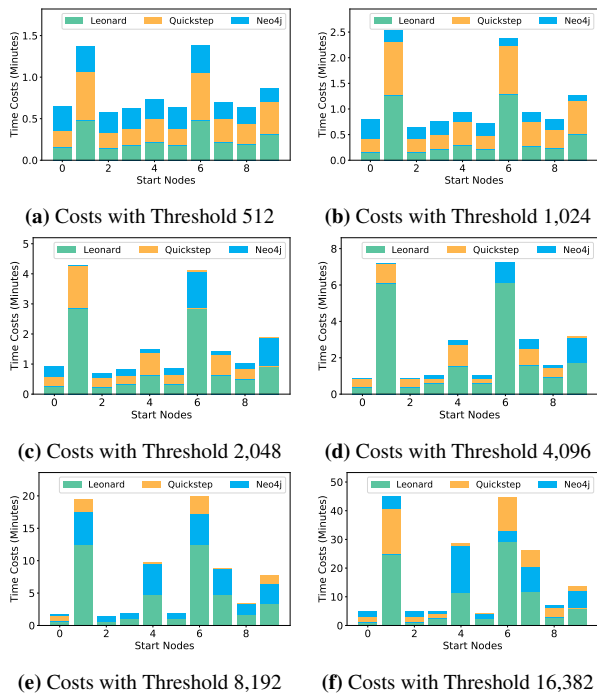 Leonard Quickstep Neo4j
Time Costs (Minutes)
1.5
1.0
0.5
0.0
0 2 4 6 8
Start Nodes
(a) Costs with Threshold 512
Leonard Quickstep Neo4j
Time Costs (Minutes)
2.5
2.0
1.5
1.0
0.5
0.0
0 2 4 6 8
Start Nodes
(b) Costs with Threshold 1,024
Leonard Quickstep Neo4j
Time Costs (Minutes)
5
4
3
2
1
0
0 2 4 6 8
Start Nodes
(c) Costs with Threshold 2,048
Leonard Quickstep Neo4j
Time Costs (Minutes)
8
6
4
2
0
0 2 4 6 8
Start Nodes
(d) Costs with Threshold 4,096
Leonard Quickstep Neo4j
Time Costs (Minutes)
20
15
10
5
0
0 2 4 6 8
Start Nodes
(e) Costs with Threshold 8,192
Leonard Quickstep Neo4j
Time Costs (Minutes)
50
40
30
20
10
0
0 2 4 6 8
Start Nodes
(f) Costs with Threshold 16,382